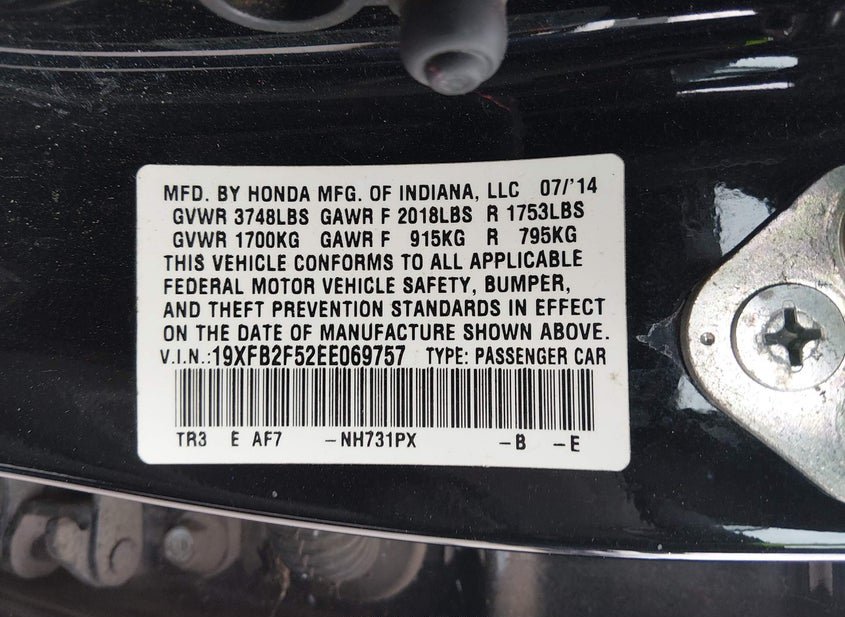 MFD. BY HONDA MFG. OF INDIANA, LLC 07/'14
GVWR 3748LBS GAWR F 2018LBS R 1753LBS
GVWR 1700KG GAWR F 915KG R 795KG
THIS VEHICLE CONFORMS TO ALL APPLICABLE
FEDERAL MOTOR VEHICLE SAFETY, BUMPER,
AND THEFT PREVENTION STANDARDS IN EFFECT
ON THE DATE OF MANUFACTURE SHOWN ABOVE.
V.I.N.:19XFB2F52EE069757 TYPE: PASSENGER CAR
TR3 E AF7 -NH731PX -B -E